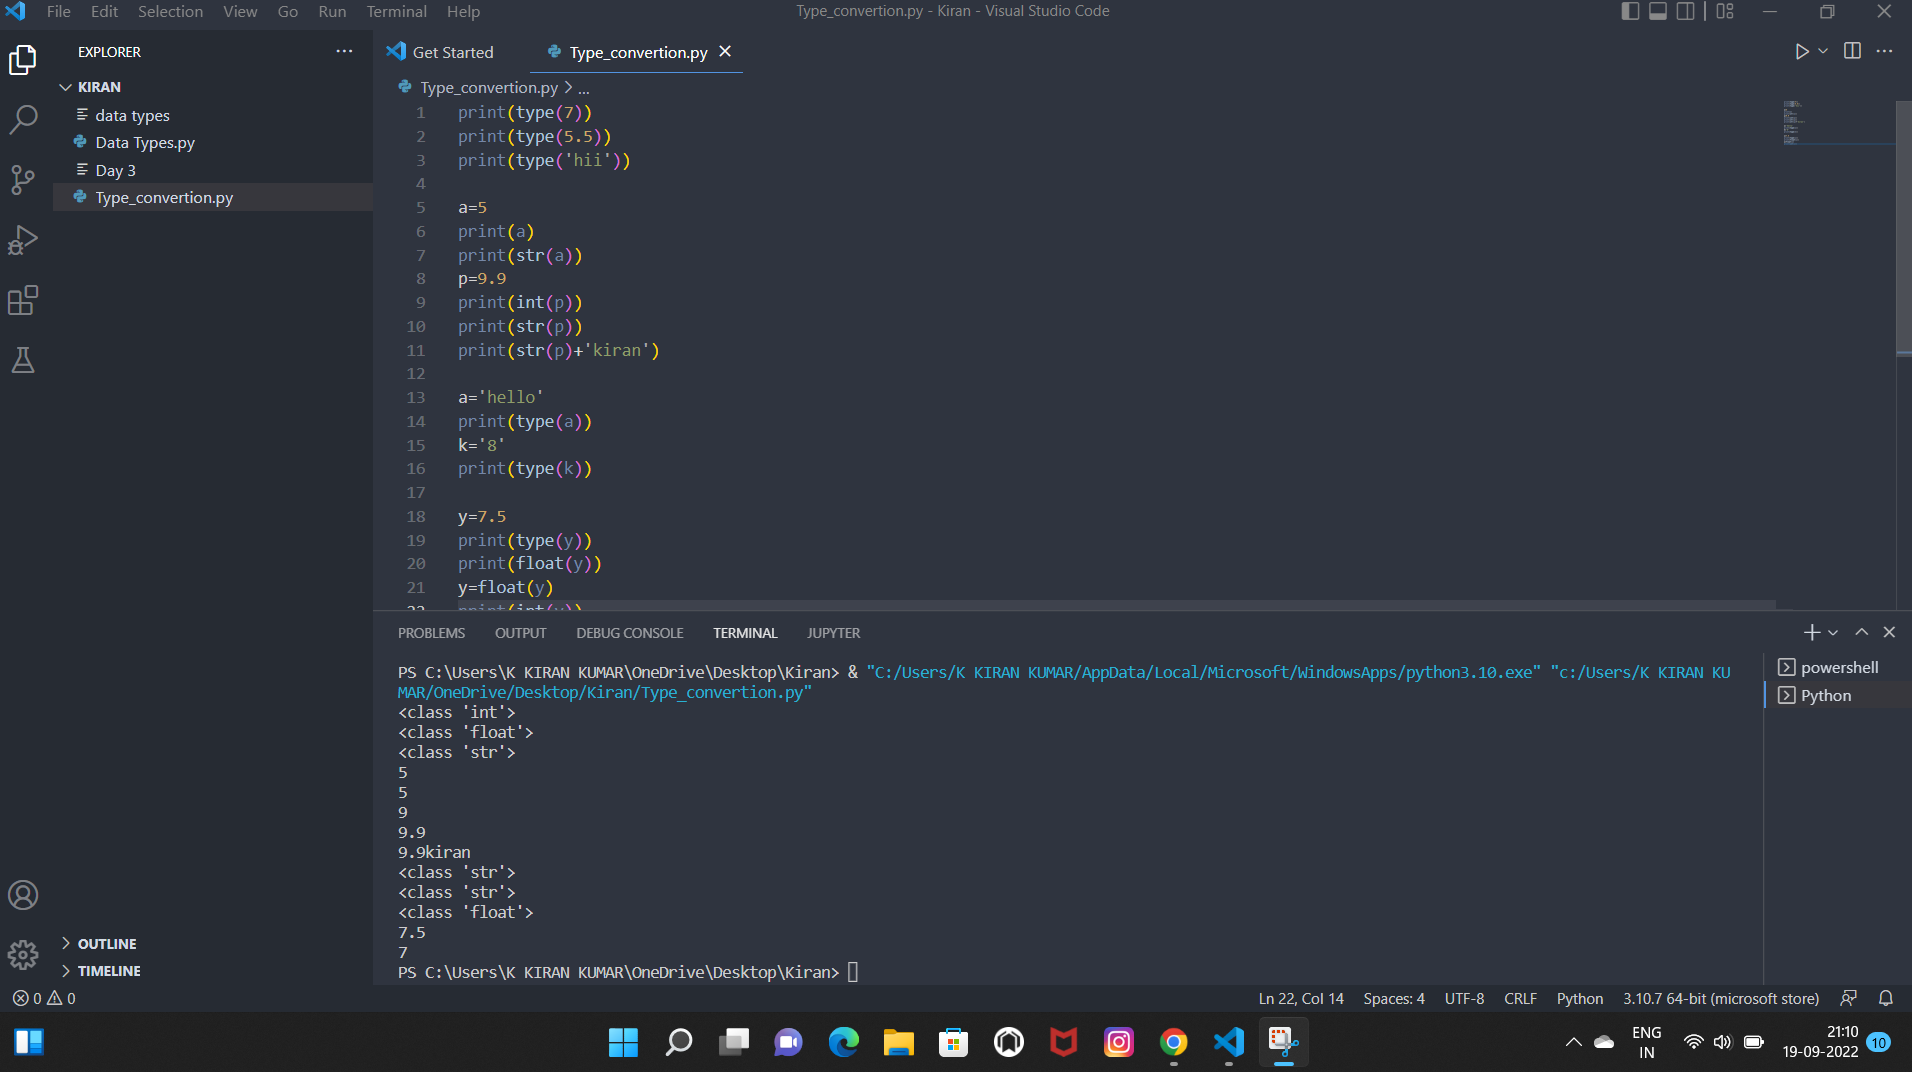 File Edit Selection View Go Run Terminal Help
Type_convertion.py - Kiran - Visual Studio Code
EXPLORER
KIRAN
data types
Data Types.py
Day 3
Type_convertion.py
OUTLINE
TIMELINE
Get Started
Type_convertion.py
Type_convertion.py > ...
1 print(type(7))
2 print(type(5.5))
3 print(type('hii'))
4
5 a=5
6 print(a)
7 print(str(a))
8 p=9.9
9 print(int(p))
10 print(str(p))
11 print(str(p)+'kiran')
12
13 a='hello'
14 print(type(a))
15 k='8'
16 print(type(k))
17
18 y=7.5
19 print(type(y))
20 print(float(y))
21 y=float(y)
22 print(int(y))
PROBLEMS OUTPUT DEBUG CONSOLE TERMINAL JUPYTER
PS C:\Users\K KIRAN KUMAR\OneDrive\Desktop\Kiran> & "C:/Users/K KIRAN KUMAR/AppData/Local/Microsoft/WindowsApps/python3.10.exe" "c:/Users/K KIRAN KU
MAR/OneDrive/Desktop/Kiran/Type_convertion.py"
<class 'int'>
<class 'float'>
<class 'str'>
5
5
9
9.9
9.9kiran
<class 'str'>
<class 'str'>
<class 'float'>
7.5
7
PS C:\Users\K KIRAN KUMAR\OneDrive\Desktop\Kiran>
powershell
Python
0 0
Ln 22, Col 14 Spaces: 4 UTF-8 CRLF Python 3.10.7 64-bit (microsoft store)
ENG
IN
21:10
19-09-2022
10